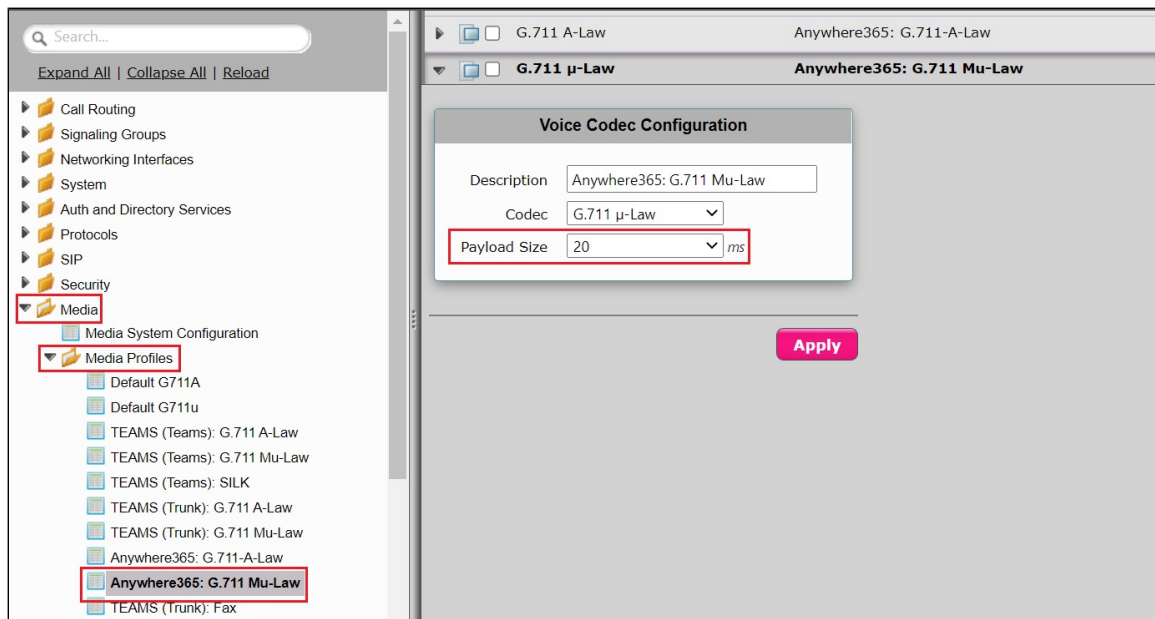 Search...
Expand All | Collapse All | Reload
Call Routing
Signaling Groups
Networking Interfaces
System
Auth and Directory Services
Protocols
SIP
Security
Media
Media System Configuration
Media Profiles
Default G711A
Default G711u
TEAMS (Teams): G.711 A-Law
TEAMS (Teams): G.711 Mu-Law
TEAMS (Teams): SILK
TEAMS (Trunk): G.711 A-Law
TEAMS (Trunk): G.711 Mu-Law
Anywhere365: G.711-A-Law
Anywhere365: G.711 Mu-Law
TEAMS (Trunk): Fax
G.711 A-Law Anywhere365: G.711-A-Law
G.711 µ-Law Anywhere365: G.711 Mu-Law
Voice Codec Configuration
Description Anywhere365: G.711 Mu-Law
Codec G.711 µ-Law
Payload Size 20 ms
Apply